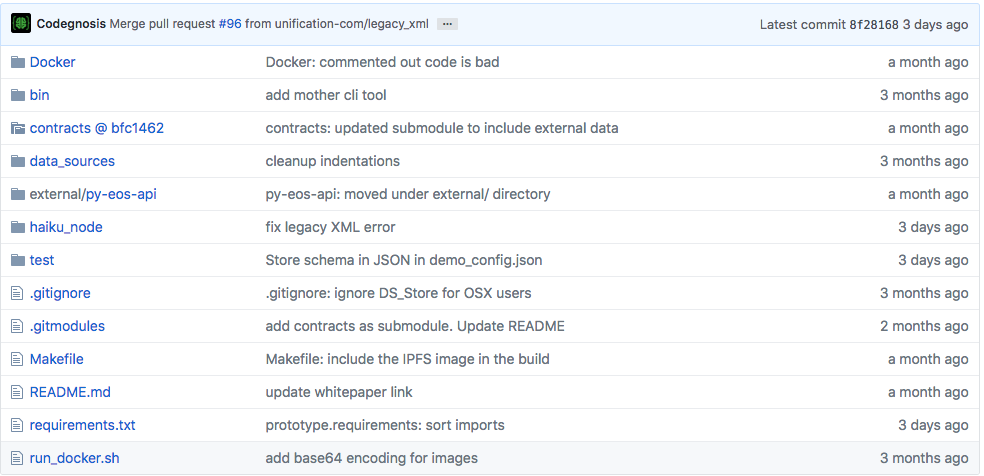 Codegnosis Merge pull request #96 from unification-com/legacy_xml ... Latest commit 8f28168 3 days ago
Docker Docker: commented out code is bad a month ago
bin add mother cli tool 3 months ago
contracts @ bfc1462 contracts: updated submodule to include external data a month ago
data_sources cleanup indentations 3 months ago
external/py-eos-api py-eos-api: moved under external/ directory a month ago
haiku_node fix legacy XML error 3 days ago
test Store schema in JSON in demo_config.json 3 days ago
.gitignore .gitignore: ignore DS_Store for OSX users 3 months ago
.gitmodules add contracts as submodule. Update README 2 months ago
Makefile Makefile: include the IPFS image in the build a month ago
README.md update whitepaper link a month ago
requirements.txt prototype.requirements: sort imports 3 days ago
run_docker.sh add base64 encoding for images 3 months ago